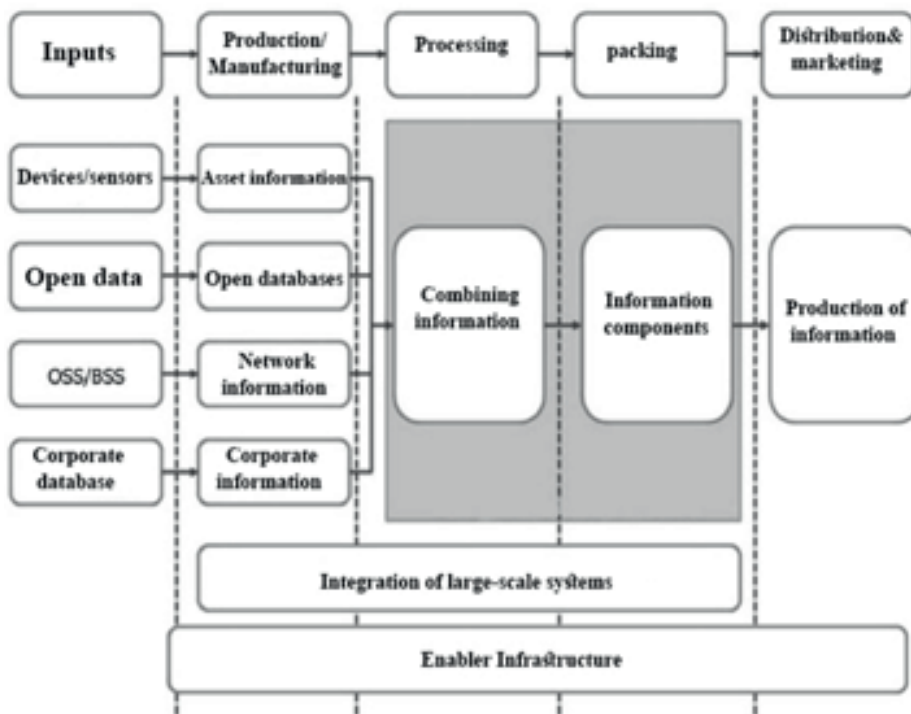 Inputs
Production/
Manufacturing
Processing
packing
Distribution&
marketing
Devices/sensors
Asset information
Open data
Open databases
OSS/BSS
Network
information
Corporate
database
Corporate
information
Combining
information
Information
components
Production of
information
Integration of large-scale systems
Enabler Infrastructure